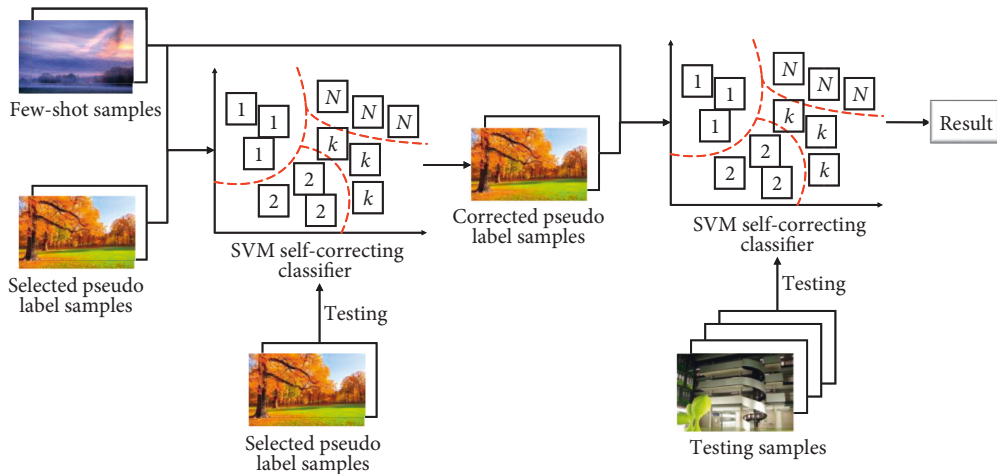 Few-shot samples
Selected pseudo
label samples
1
1
1
N
N
N
k
k
k
2
2
2
SVM self-correcting
classifier
Testing
Selected pseudo
label samples
Corrected pseudo
label samples
1
1
1
N
N
N
k
k
k
2
2
2
SVM self-correcting
classifier
Testing
Testing samples
Result